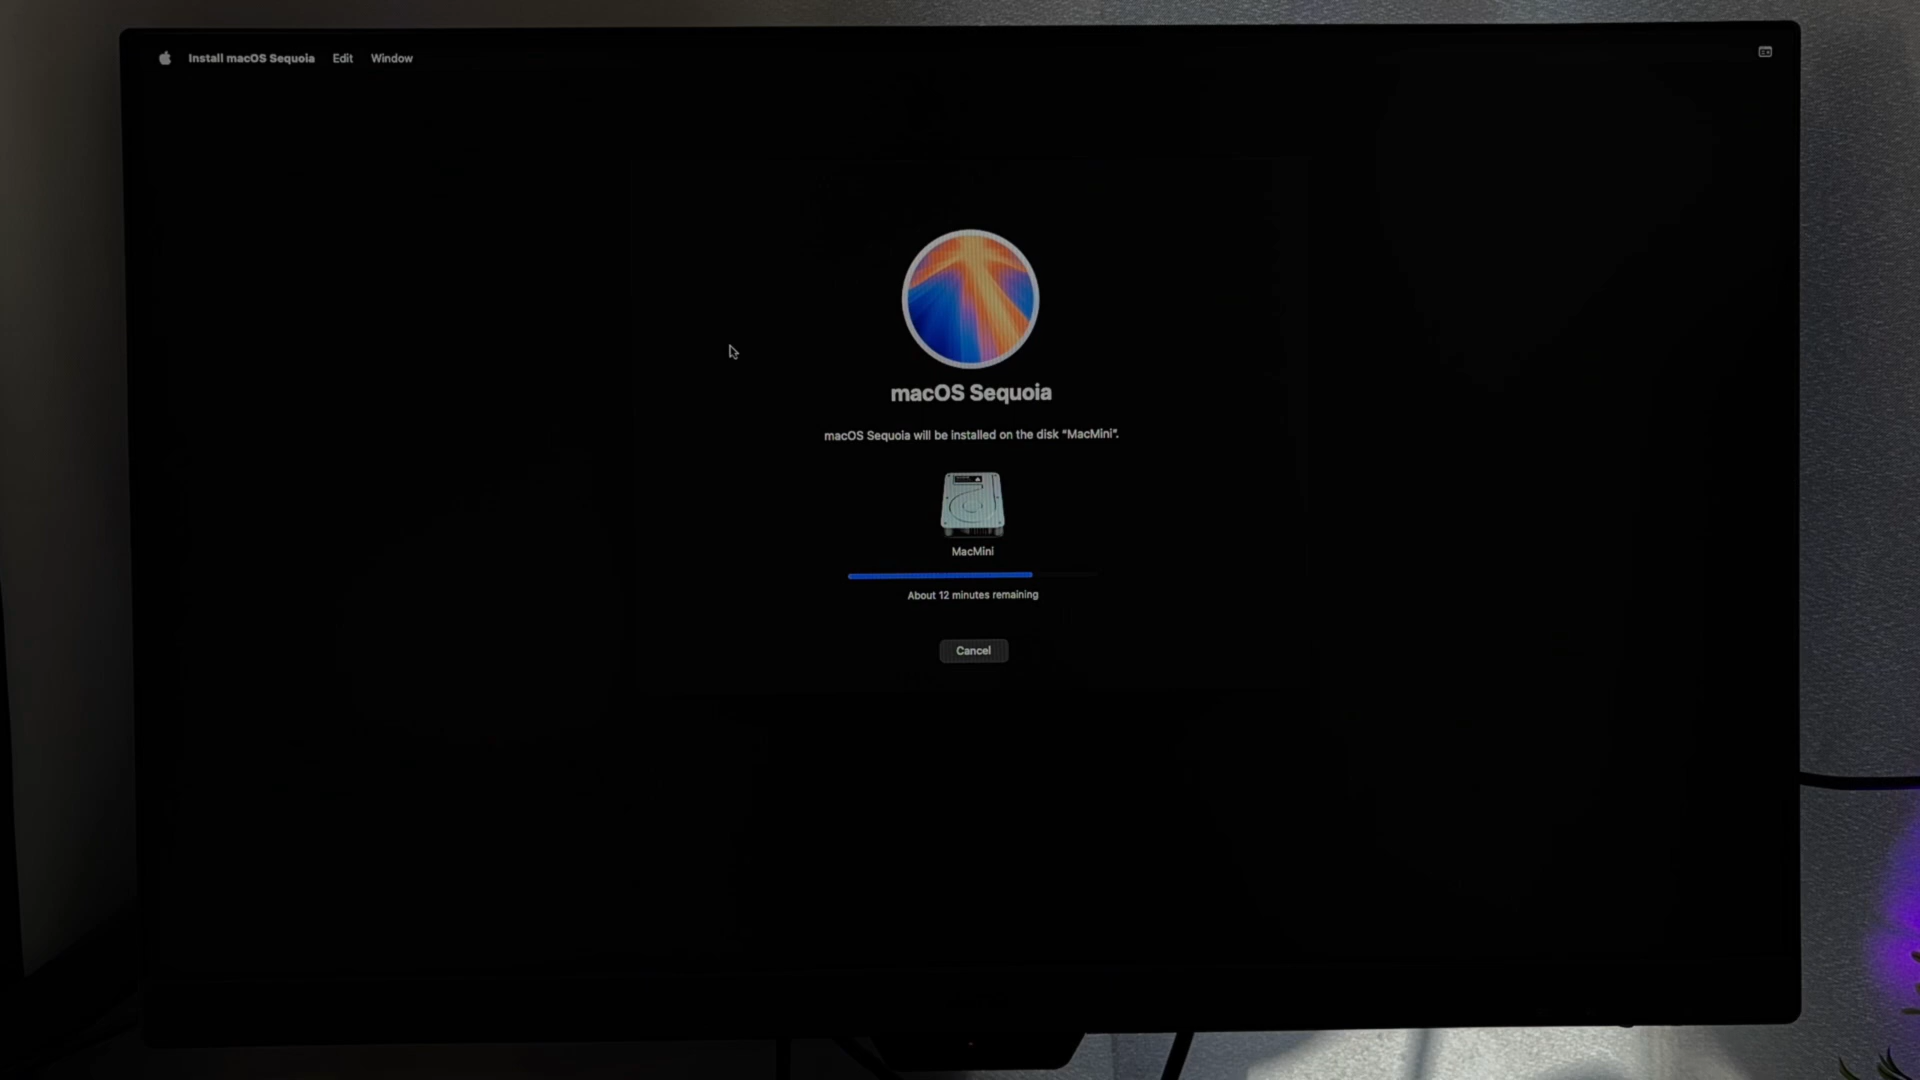 Install macOS Sequoia Edit Window
macOS Sequoia
macOS Sequoia will be installed on the disk “MacMini”.
MacMini
About 12 minutes remaining
Cancel